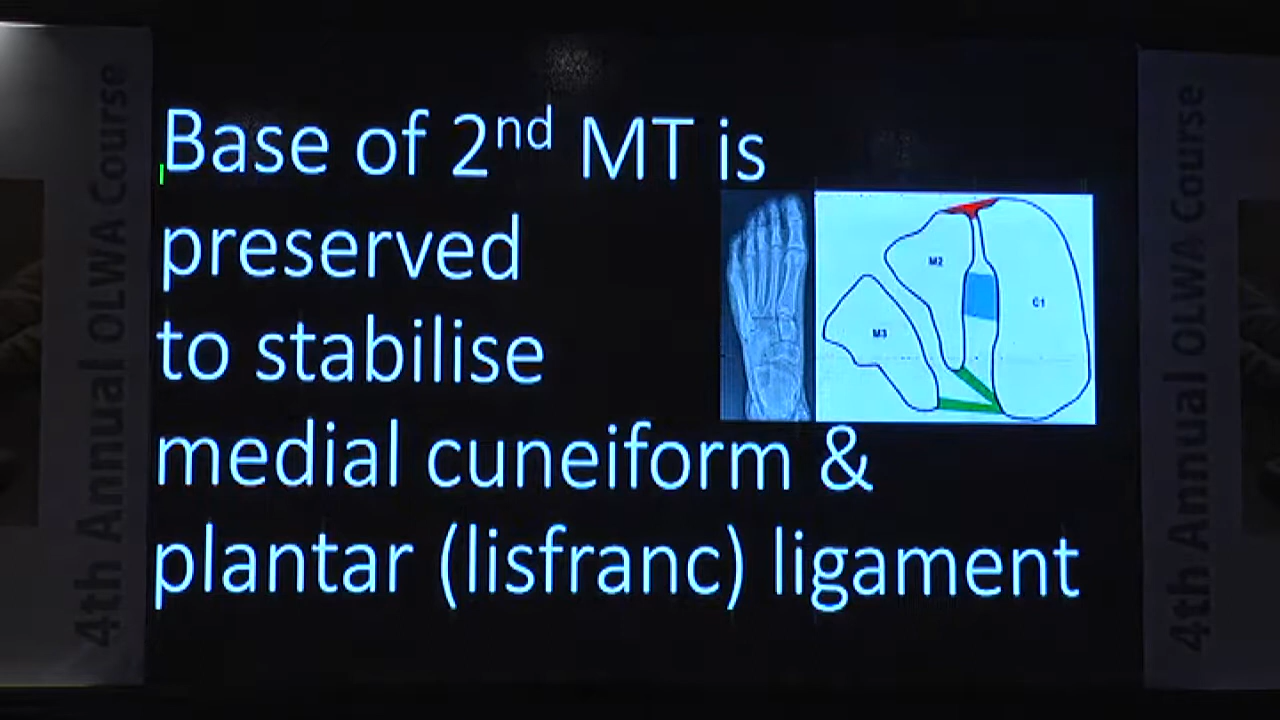 Base of 2nd MT is
preserved
to stabilise
medial cuneiform &
plantar (lisfranc) ligament
M2
C1
M3
4th Annual OLWA Course
4th Annual OLWA Course